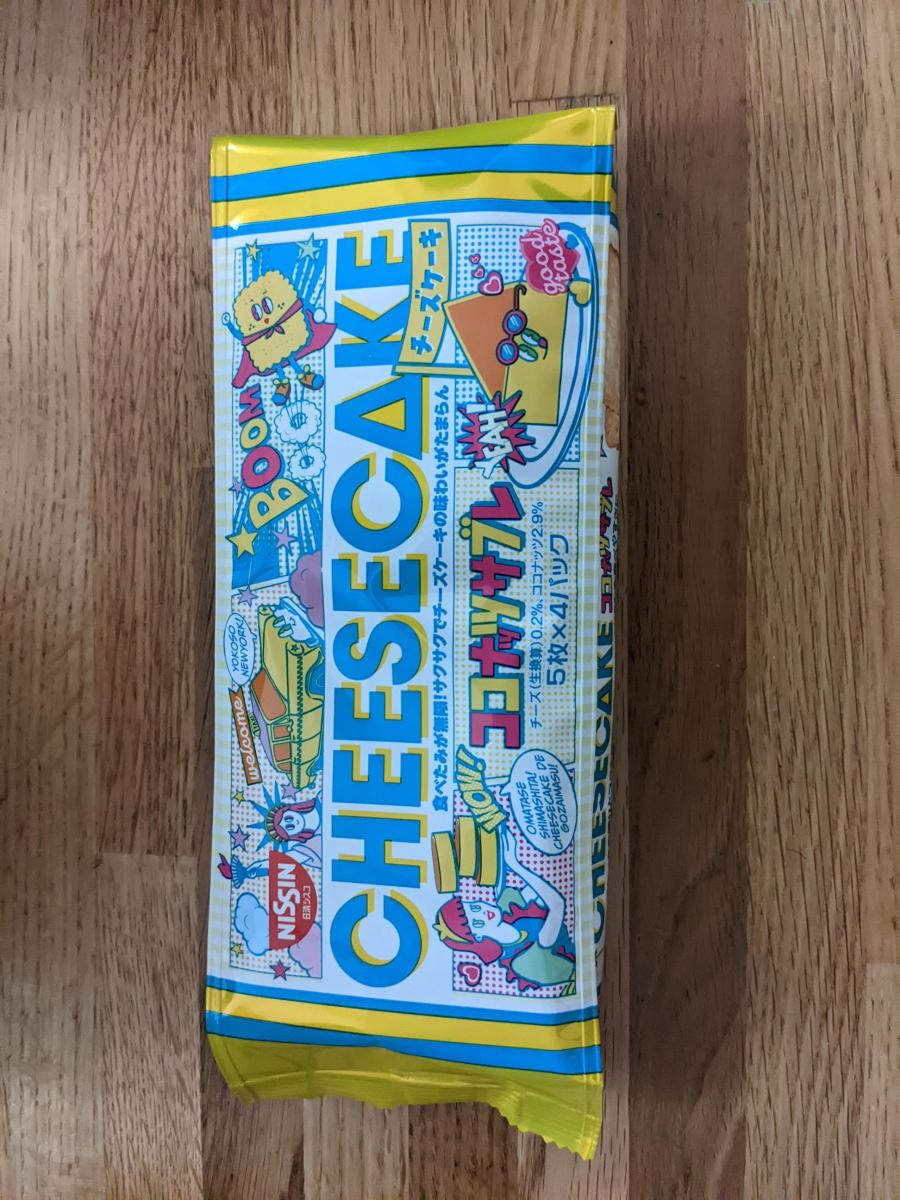 BOOM
YOKOSO
NEWYORK!
welcome
NISSIN
日清シスコ
CHEESECAKE
チーズケーキ
食べたみが無限!サクサクでチーズケーキの味わいがたまらん
good
taste
YEAH!
ココナッツサブレ
チーズ(生換算)0.2%、ココナッツ2.9%
5枚×4パック
WOW!
OMATASE
SHIMASHITA!
CHEESECAKE DE
GOZAIMASU!
CHEESECAKE ココナッツサブレ